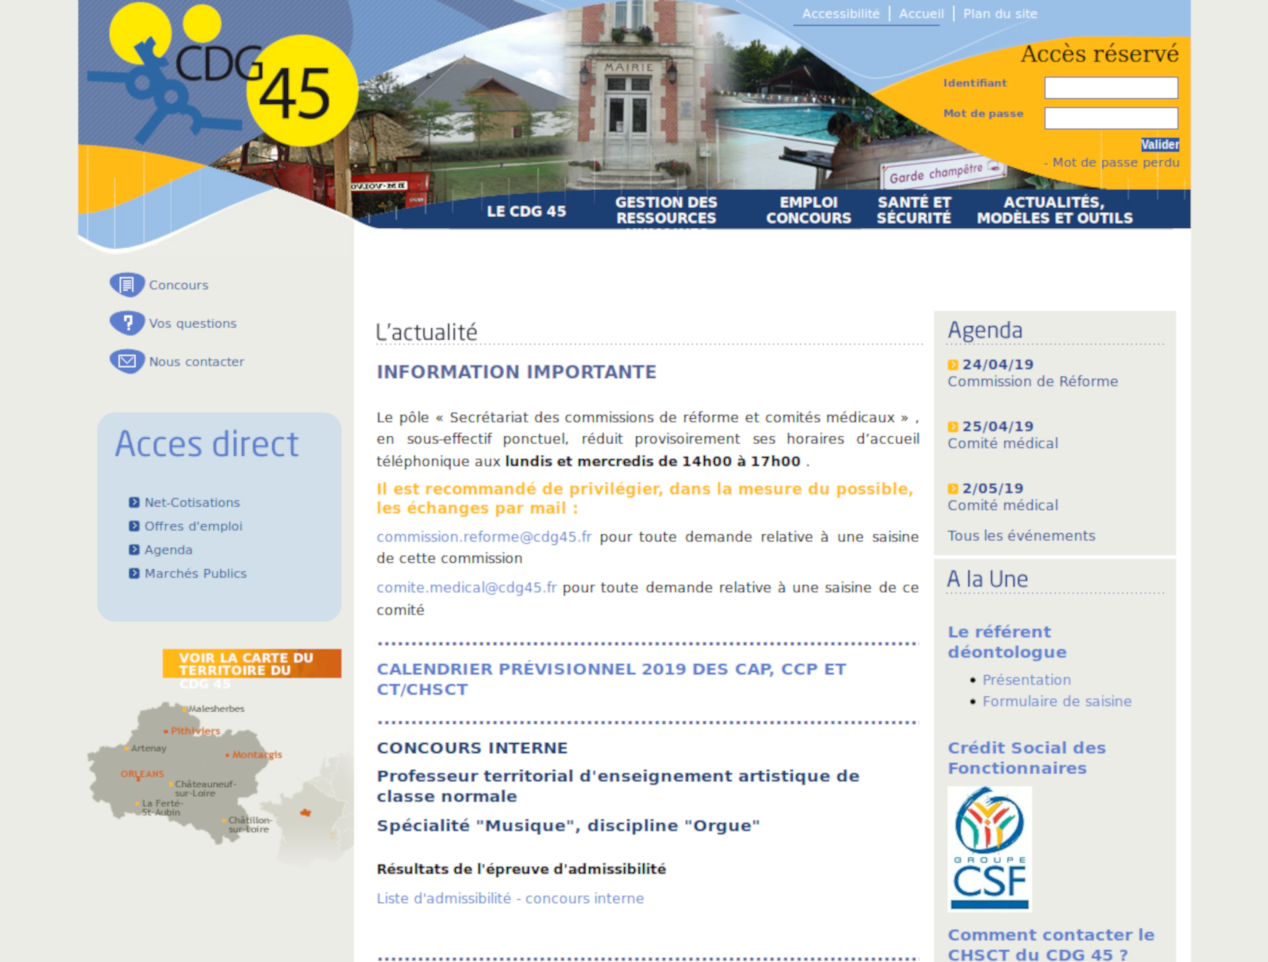 Accessibilité
Accueil
Plan du site
CDG
45
MAIRIE
Garde champêtre
Accès réservé
Identifiant
Mot de passe
Valider
- Mot de passe perdu
LE CDG 45
GESTION DES
RESSOURCES
EMPLOI
CONCOURS
SANTÉ ET
SÉCURITÉ
ACTUALITÉS,
MODÈLES ET OUTILS
Concours
Vos questions
Nous contacter
Acces direct
Net-Cotisations
Offres d'emploi
Agenda
Marchés Publics
VOIR LA CARTE DU
TERRITOIRE DU
CDG 45
Malesherbes
Pithiviers
Artenay
Montargis
ORLEANS
Châteauneuf-
sur-Loire
La Ferté-
St-Aubin
Châtillon-
sur-Loire
L'actualité
INFORMATION IMPORTANTE
Le pôle « Secrétariat des commissions de réforme et comités médicaux » ,
en sous-effectif ponctuel, réduit provisoirement ses horaires d’accueil
téléphonique aux lundis et mercredis de 14h00 à 17h00 .
Il est recommandé de privilégier, dans la mesure du possible,
les échanges par mail :
commission.reforme@cdg45.fr pour toute demande relative à une saisine
de cette commission
comite.medical@cdg45.fr pour toute demande relative à une saisine de ce
comité
CALENDRIER PRÉVISIONNEL 2019 DES CAP, CCP ET
CT/CHSCT
CONCOURS INTERNE
Professeur territorial d'enseignement artistique de
classe normale
Spécialité "Musique", discipline "Orgue"
Résultats de l'épreuve d'admissibilité
Liste d'admissibilité - concours interne
Agenda
24/04/19
Commission de Réforme
25/04/19
Comité médical
2/05/19
Comité médical
Tous les événements
A la Une
Le référent
déontologue
• Présentation
• Formulaire de saisine
Crédit Social des
Fonctionnaires
GROUPE
CSF
Comment contacter le
CHSCT du CDG 45 ?